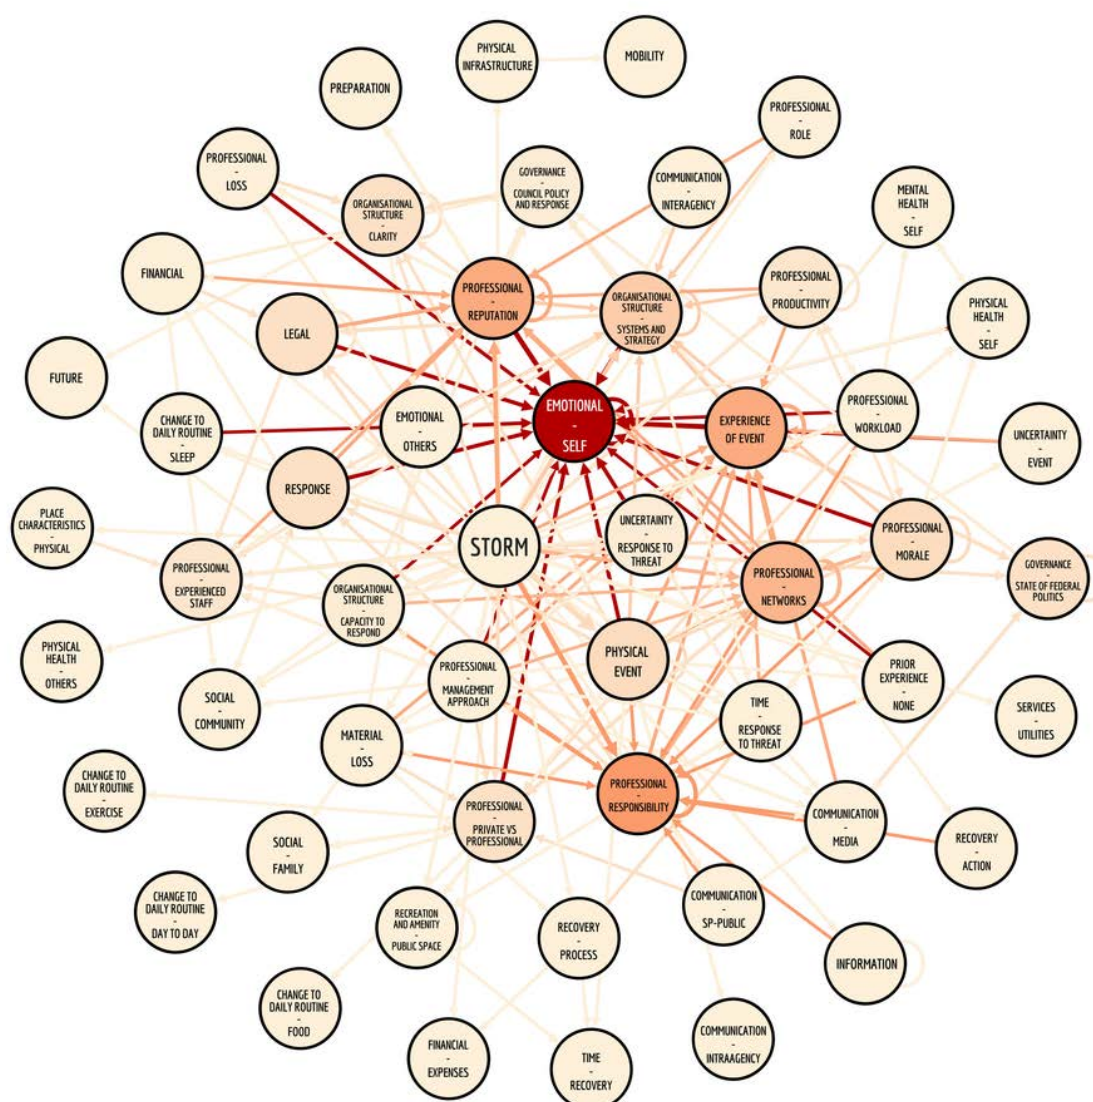 PHYSICAL
INFRASTRUCTURE
MOBILITY
PREPARATION
PROFESSIONAL
-
ROLE
PROFESSIONAL
-
LOSS
GOVERNANCE
-
COUNCIL POLICY
AND RESPONSE
COMMUNICATION
-
INTERAGENCY
ORGANISATIONAL
STRUCTURE
-
CLARITY
MENTAL
HEALTH
-
SELF
FINANCIAL
PROFESSIONAL
-
REPUTATION
ORGANISATIONAL
STRUCTURE
-
SYSTEMS AND
STRATEGY
PROFESSIONAL
-
PRODUCTIVITY
PHYSICAL
HEALTH
-
SELF
LEGAL
FUTURE
CHANGE TO
DAILY ROUTINE
-
SLEEP
EMOTIONAL
-
OTHERS
EMOTIONAL
-
SELF
EXPERIENCE
OF EVENT
PROFESSIONAL
-
WORKLOAD
UNCERTAINTY
-
EVENT
RESPONSE
PLACE
CHARACTERISTICS
-
PHYSICAL
STORM
UNCERTAINTY
-
RESPONSE TO
THREAT
PROFESSIONAL
-
MORALE
PROFESSIONAL
-
EXPERIENCED
STAFF
ORGANISATIONAL
STRUCTURE
-
CAPACITY TO
RESPOND
PROFESSIONAL
-
NETWORKS
GOVERNANCE
-
STATE OF FEDERAL
POLITICS
PHYSICAL
HEALTH
-
OTHERS
PROFESSIONAL
-
MANAGEMENT
APPROACH
PHYSICAL
EVENT
PRIOR
EXPERIENCE
-
NONE
SOCIAL
-
COMMUNITY
TIME
-
RESPONSE
TO THREAT
SERVICES
-
UTILITIES
MATERIAL
-
LOSS
CHANGE TO
DAILY ROUTINE
-
EXERCISE
PROFESSIONAL
-
RESPONSIBILITY
PROFESSIONAL
-
PRIVATE VS
PROFESSIONAL
COMMUNICATION
-
MEDIA
RECOVERY
-
ACTION
SOCIAL
-
FAMILY
CHANGE TO
DAILY ROUTINE
-
DAY TO DAY
RECREATION
AND AMENITY
-
PUBLIC SPACE
RECOVERY
-
PROCESS
COMMUNICATION
-
SP-PUBLIC
INFORMATION
CHANGE TO
DAILY ROUTINE
-
FOOD
FINANCIAL
-
EXPENSES
TIME
-
RECOVERY
COMMUNICATION
-
INTRAAGENCY